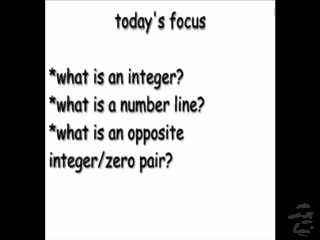 today's focus
*what is an integer?
*what is a number line?
*what is an opposite
integer/zero pair?